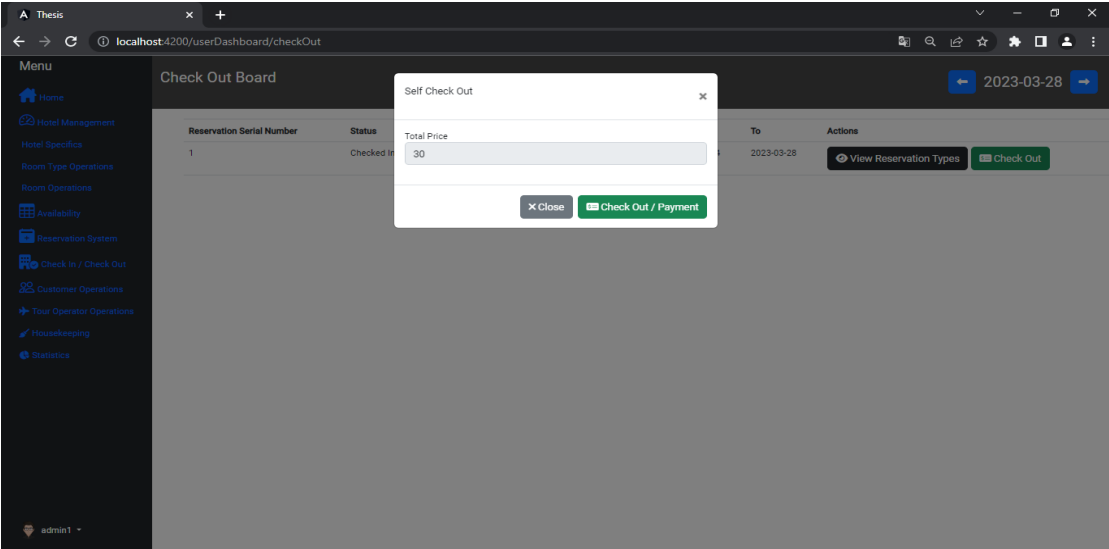 Thesis
localhost:4200/userDashboard/checkOut
Menu
Home
Hotel Management
Hotel Specifics
Room Type Operations
Room Operations
Availability
Reservation System
Check in / Check Out
Customer Operations
Tour Operator Operations
Housekeeping
Statistics
admin1
Check Out Board
2023-03-28
Self Check Out
Total Price
30
Close
Check Out / Payment
Reservation Serial Number Status To Actions
1 Checked In 2023-03-28 View Reservation Types Check Out